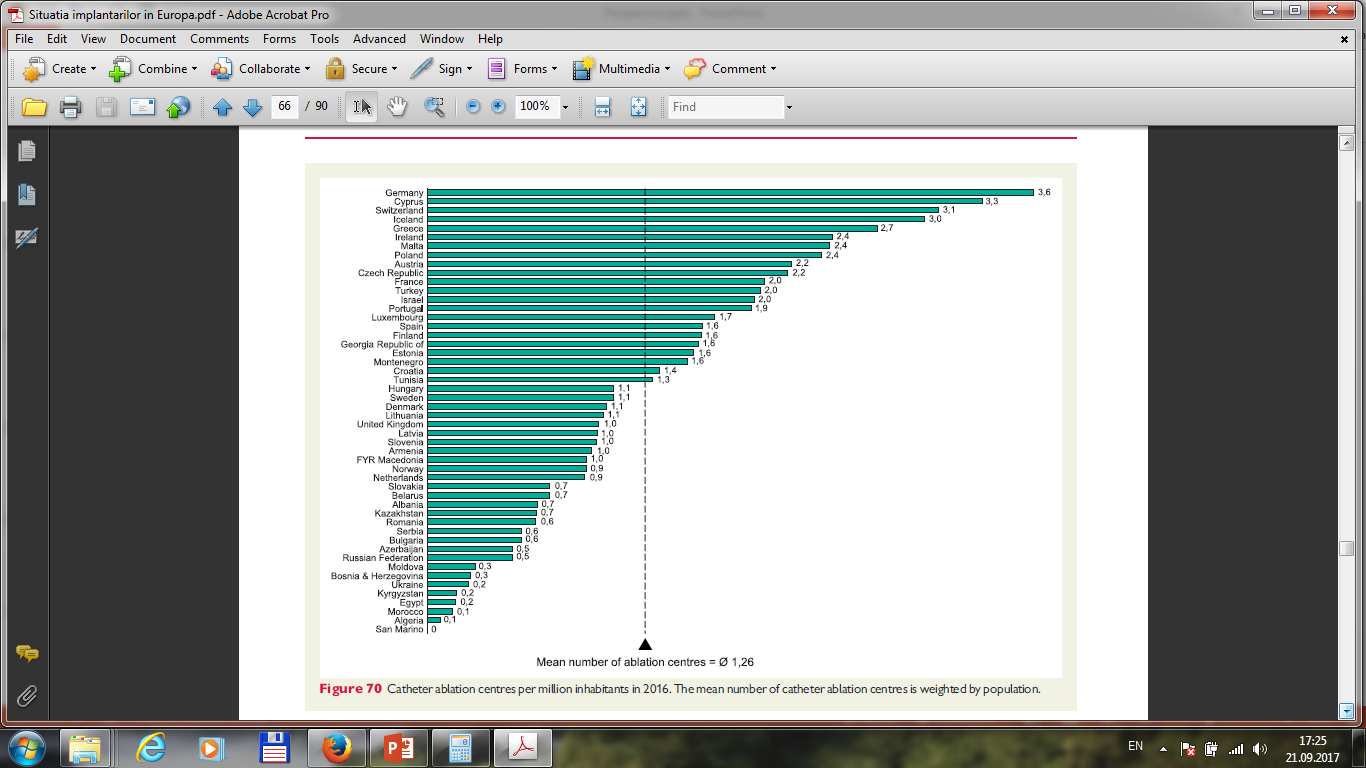 Situatia implantarilor in Europa.pdf - Adobe Acrobat Pro
File Edit View Document Comments Forms Tools Advanced Window Help
Create Combine Collaborate Secure Sign Forms Multimedia Comment
66 / 90 100% Find
Germany 3,6
Cyprus 3,3
Switzerland 3,1
Iceland 3,0
Greece 2,7
Ireland 2,4
Malta 2,4
Poland 2,4
Austria 2,2
Czech Republic 2,2
France 2,0
Turkey 2,0
Israel 2,0
Portugal 1,9
Luxembourg 1,7
Spain 1,6
Finland 1,6
Georgia Republic of 1,6
Estonia 1,6
Montenegro 1,6
Croatia 1,4
Tunisia 1,3
Hungary 1,1
Sweden 1,1
Denmark 1,1
Lithuania 1,1
United Kingdom 1,0
Latvia 1,0
Slovenia 1,0
Armenia 1,0
FYR Macedonia 1,0
Norway 0,9
Netherlands 0,9
Slovakia 0,7
Belarus 0,7
Albania 0,7
Kazakhstan 0,7
Romania 0,6
Serbia 0,6
Bulgaria 0,6
Azerbaijan 0,5
Russian Federation 0,5
Moldova 0,3
Bosnia & Herzegovina 0,3
Ukraine 0,2
Kyrgyzstan 0,2
Egypt 0,2
Morocco 0,1
Algeria 0,1
San Marino 0
Mean number of ablation centres = Ø 1,26
Figure 70 Catheter ablation centres per million inhabitants in 2016. The mean number of catheter ablation centres is weighted by population.
EN 17:25
21.09.2017